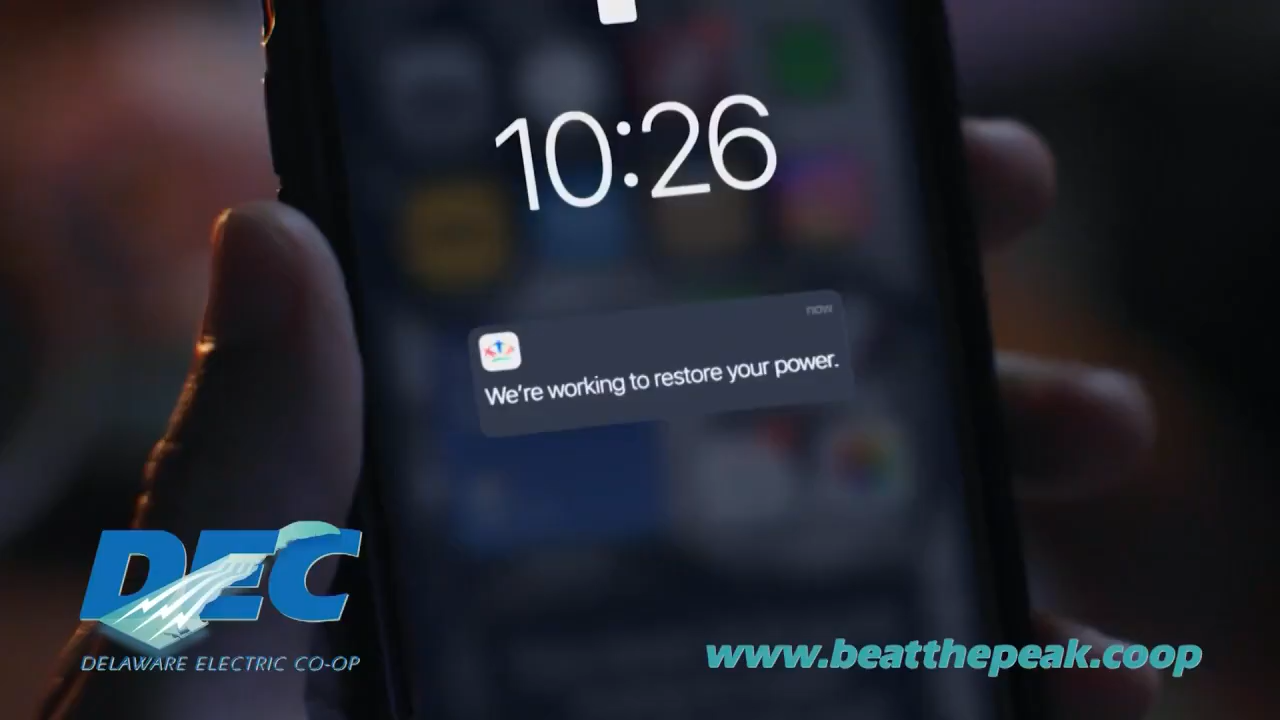 10:26
now
We're working to restore your power.
DEC
DELAWARE ELECTRIC CO-OP
www.beatthepeak.coop